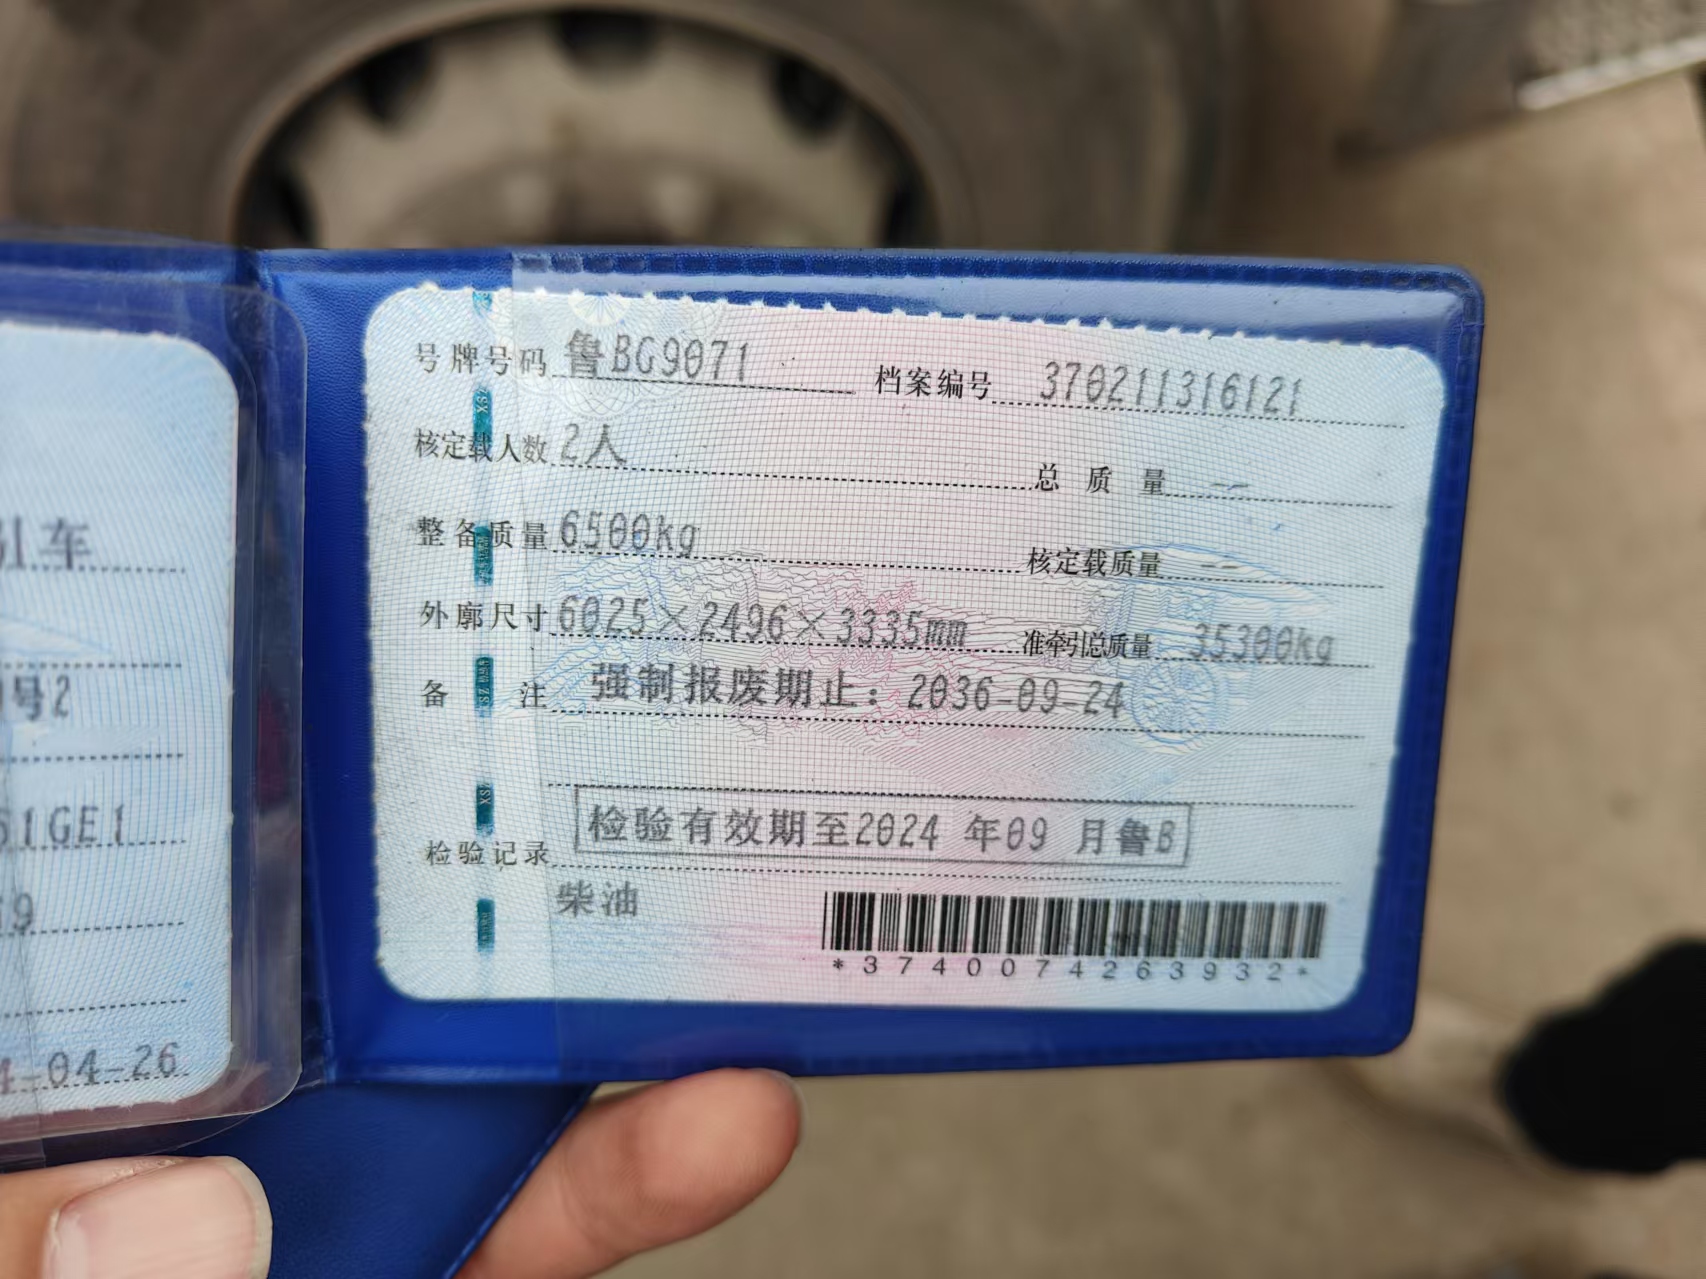 引车
号2
61GE1
69
4-04-26
号牌号码 鲁BG9071 档案编号 370211316121
核定载人数 2人 总质量 --
整备质量 6500kg 核定载质量 --
外廓尺寸 6025×2496×3335mm 准牵引总质量 35300kg
备注 强制报废期止：2036-09-24
检验有效期至2024 年09 月鲁B
检验记录
柴油
*3740074263932*